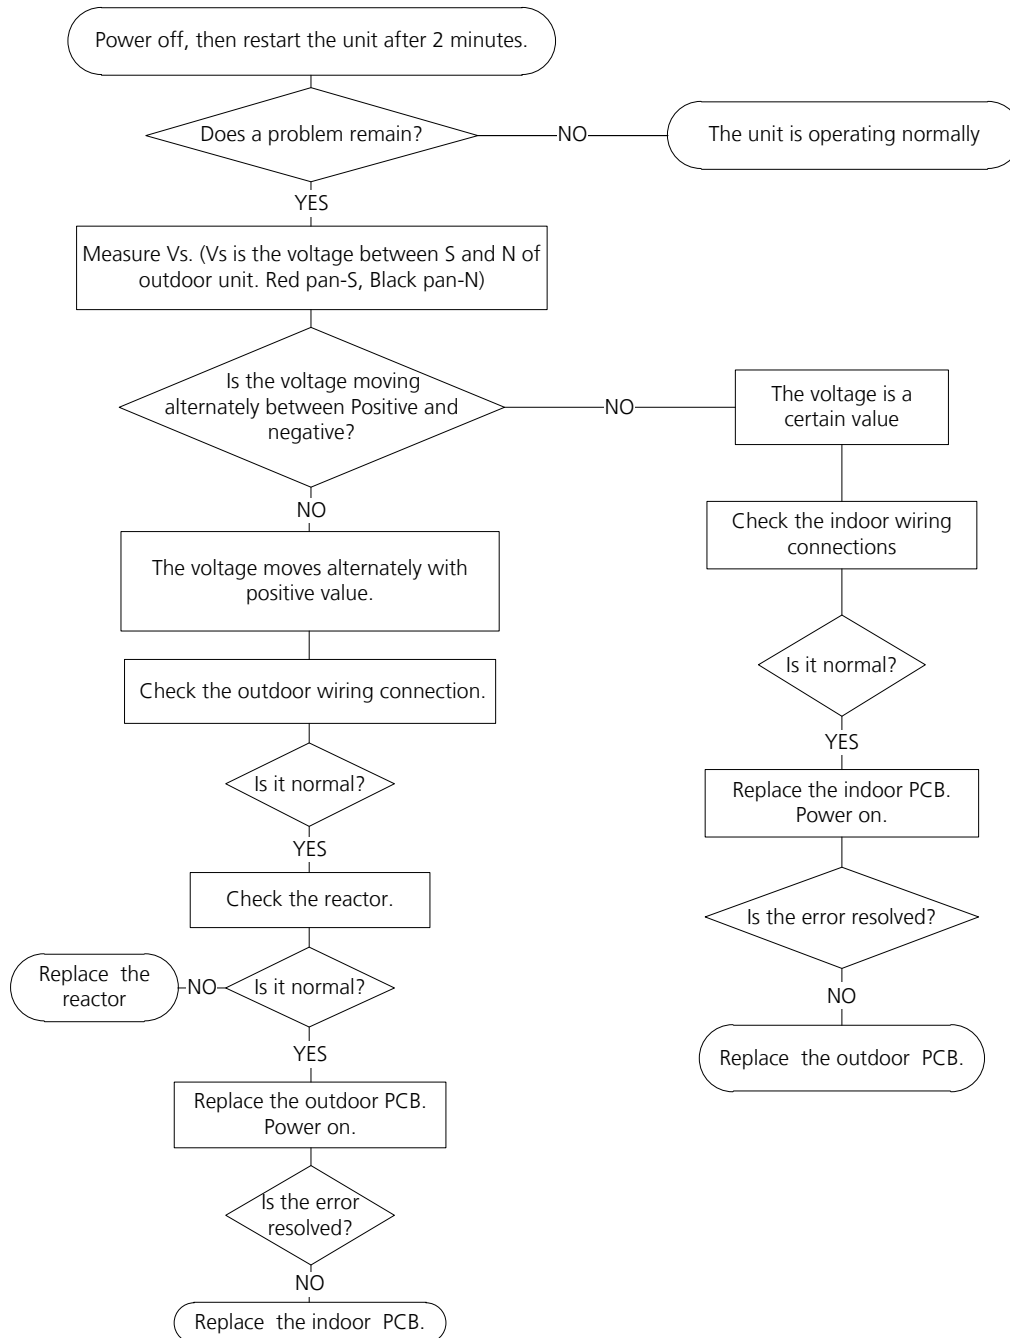 Power off, then restart the unit after 2 minutes.
Does a problem remain?
NO
The unit is operating normally
YES
Measure Vs. (Vs is the voltage between S and N of
outdoor unit. Red pan-S, Black pan-N)
Is the voltage moving
alternately between Positive and
negative?
NO
The voltage is a
certain value
NO
The voltage moves alternately with
positive value.
Check the outdoor wiring connection.
Is it normal?
YES
Check the reactor.
Is it normal?
NO
Replace the
reactor
YES
Replace the outdoor PCB.
Power on.
Is the error
resolved?
NO
Replace the indoor PCB.
Check the indoor wiring
connections
Is it normal?
YES
Replace the indoor PCB.
Power on.
Is the error resolved?
NO
Replace the outdoor PCB.